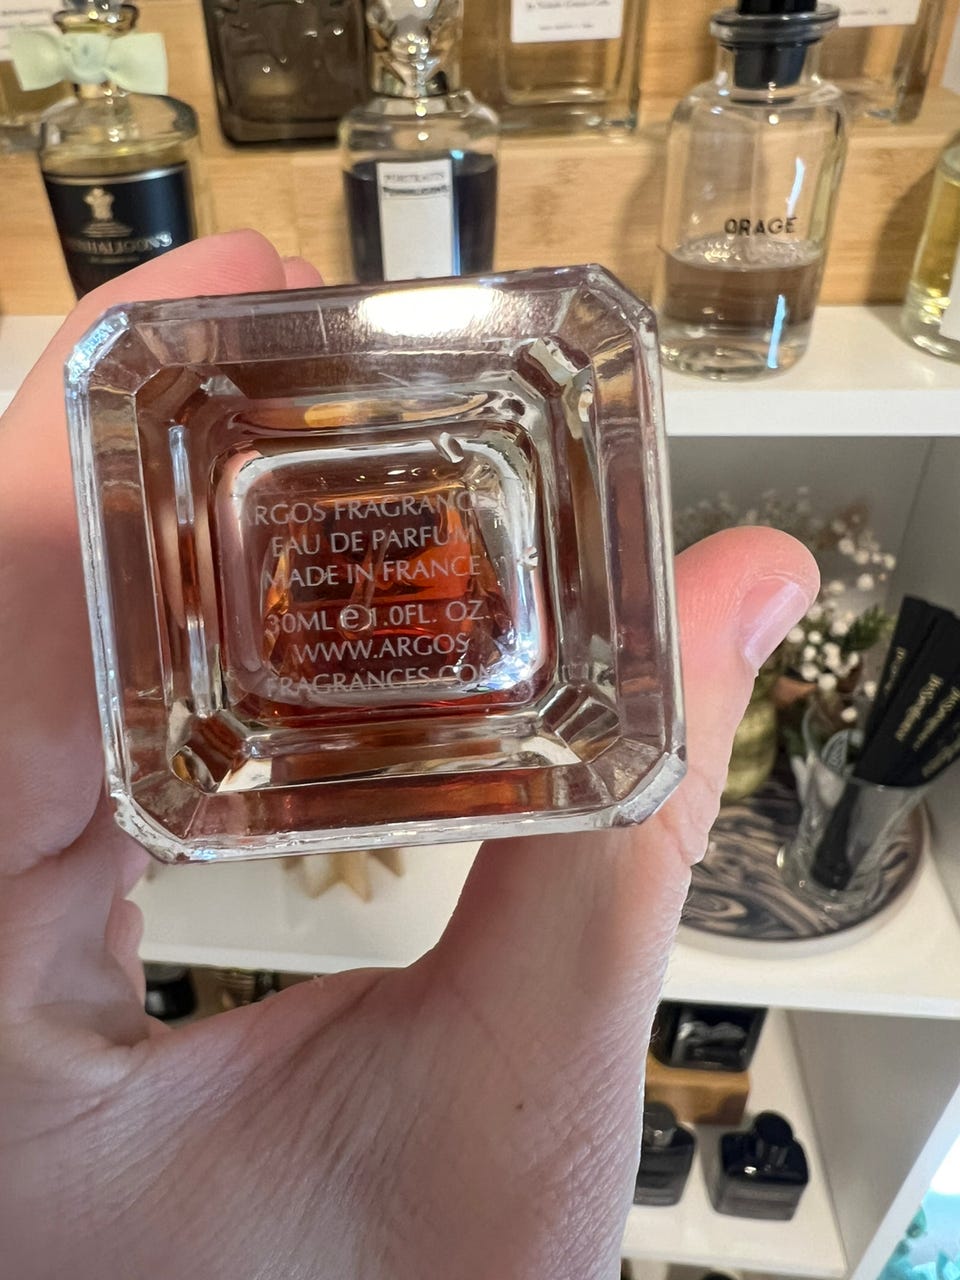 PORTRAITS
PENHALIGON'S
ORAGE
ARGOS FRAGRANCES
EAU DE PARFUM
MADE IN FRANCE
30ML e 1.0FL. OZ.
WWW.ARGOS
FRAGRANCES.COM